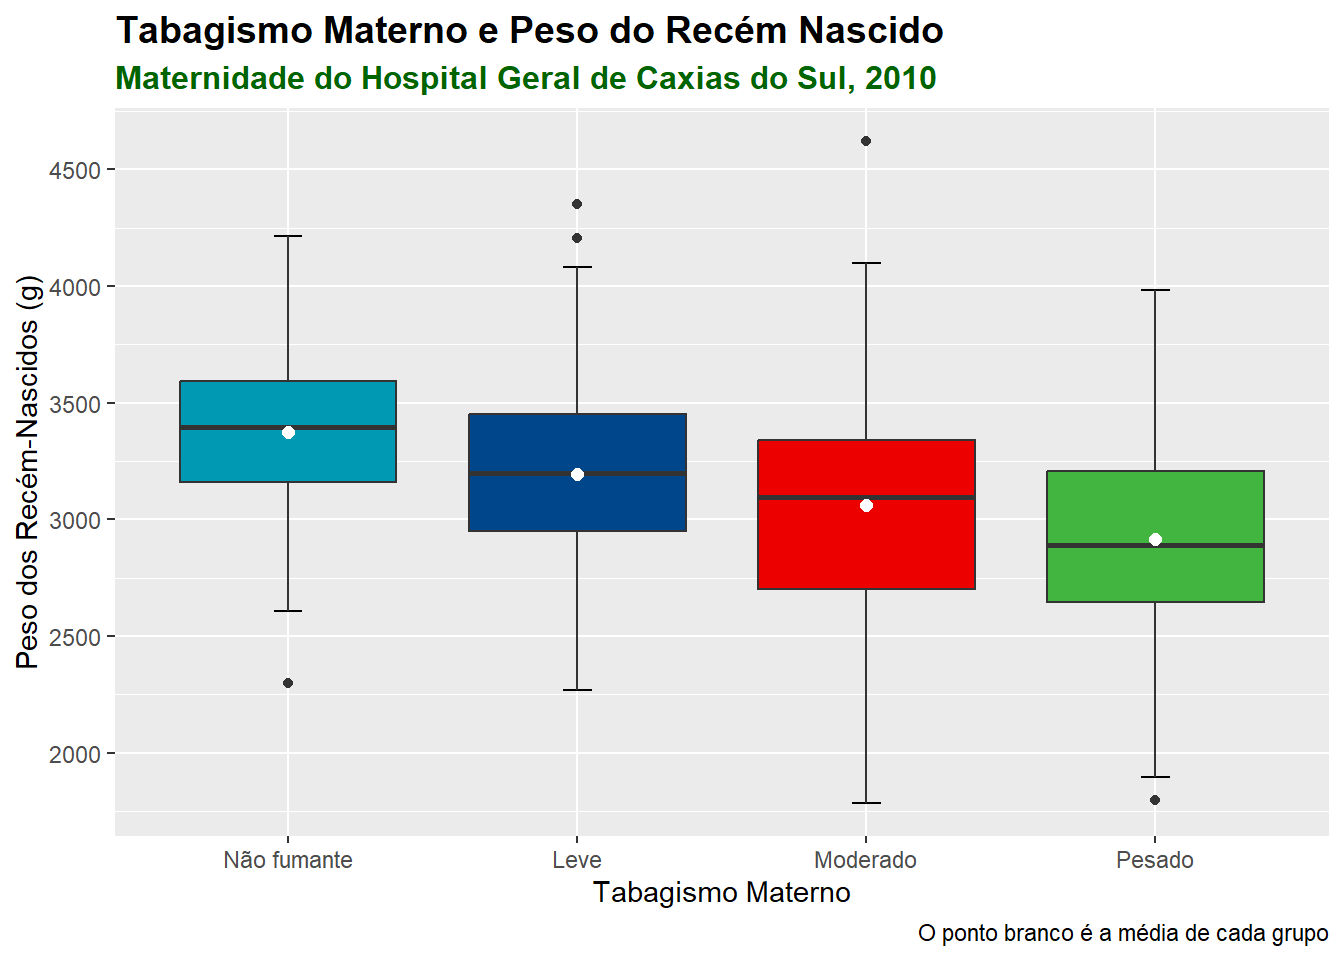 Tabagismo Materno e Peso do Recém Nascido
Maternidade do Hospital Geral de Caxias do Sul, 2010
Peso dos Recém-Nascidos (g)
4500
4000
3500
3000
2500
2000
Não fumante
Leve
Moderado
Pesado
Tabagismo Materno
O ponto branco é a média de cada grupo